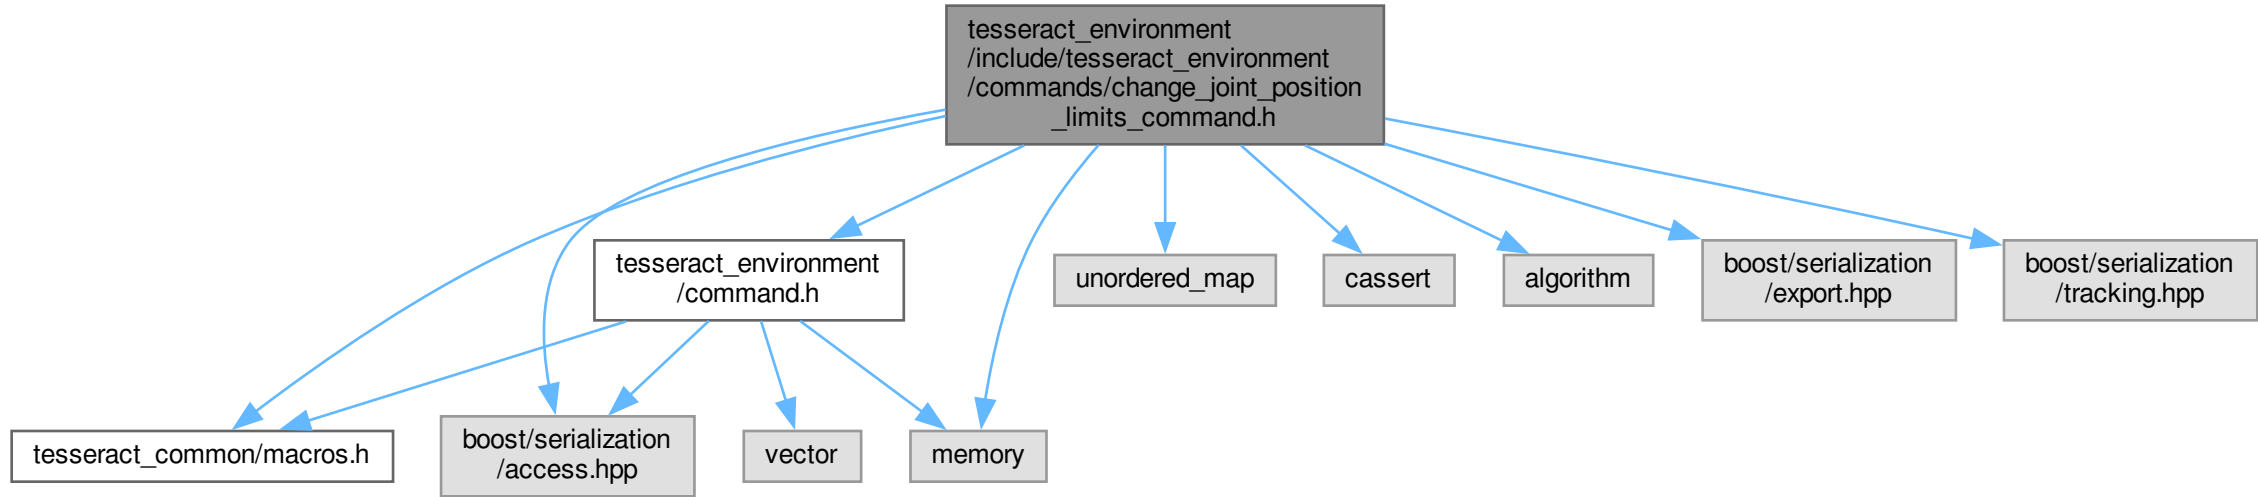 tesseract_environment
/include/tesseract_environment
/commands/change_joint_position
_limits_command.h
tesseract_environment
/command.h
unordered_map
cassert
algorithm
boost/serialization
/export.hpp
boost/serialization
/tracking.hpp
tesseract_common/macros.h
boost/serialization
/access.hpp
vector
memory